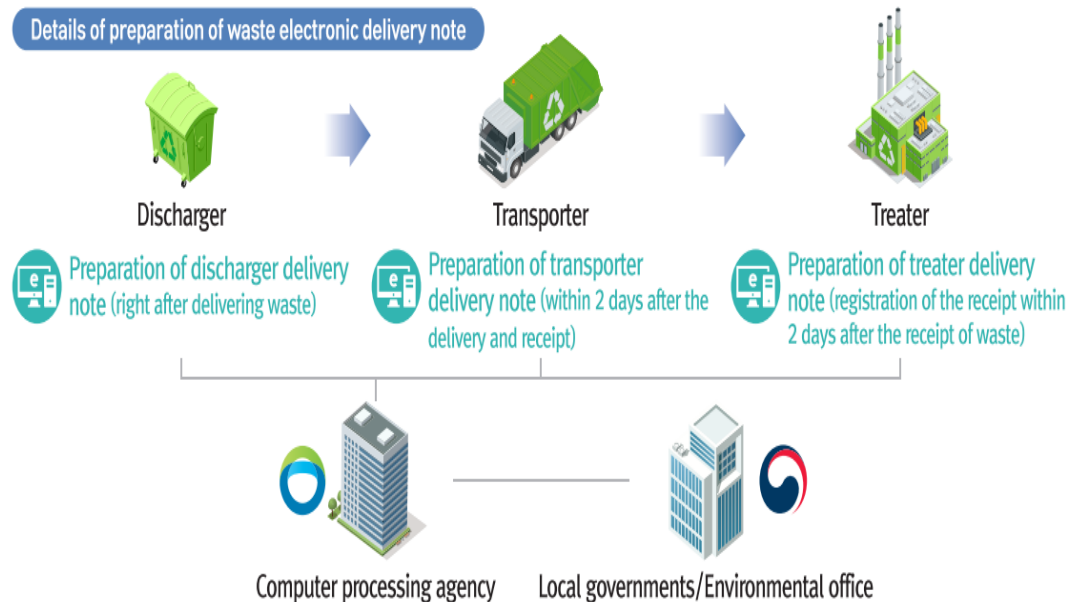 Details of preparation of waste electronic delivery note
Discharger
Transporter
Treater
e
Preparation of discharger delivery
note (right after delivering waste)
e
Preparation of transporter
delivery note (within 2 days after the
delivery and receipt)
e
Preparation of treater delivery
note (registration of the receipt within
2 days after the receipt of waste)
Computer processing agency
Local governments/Environmental office